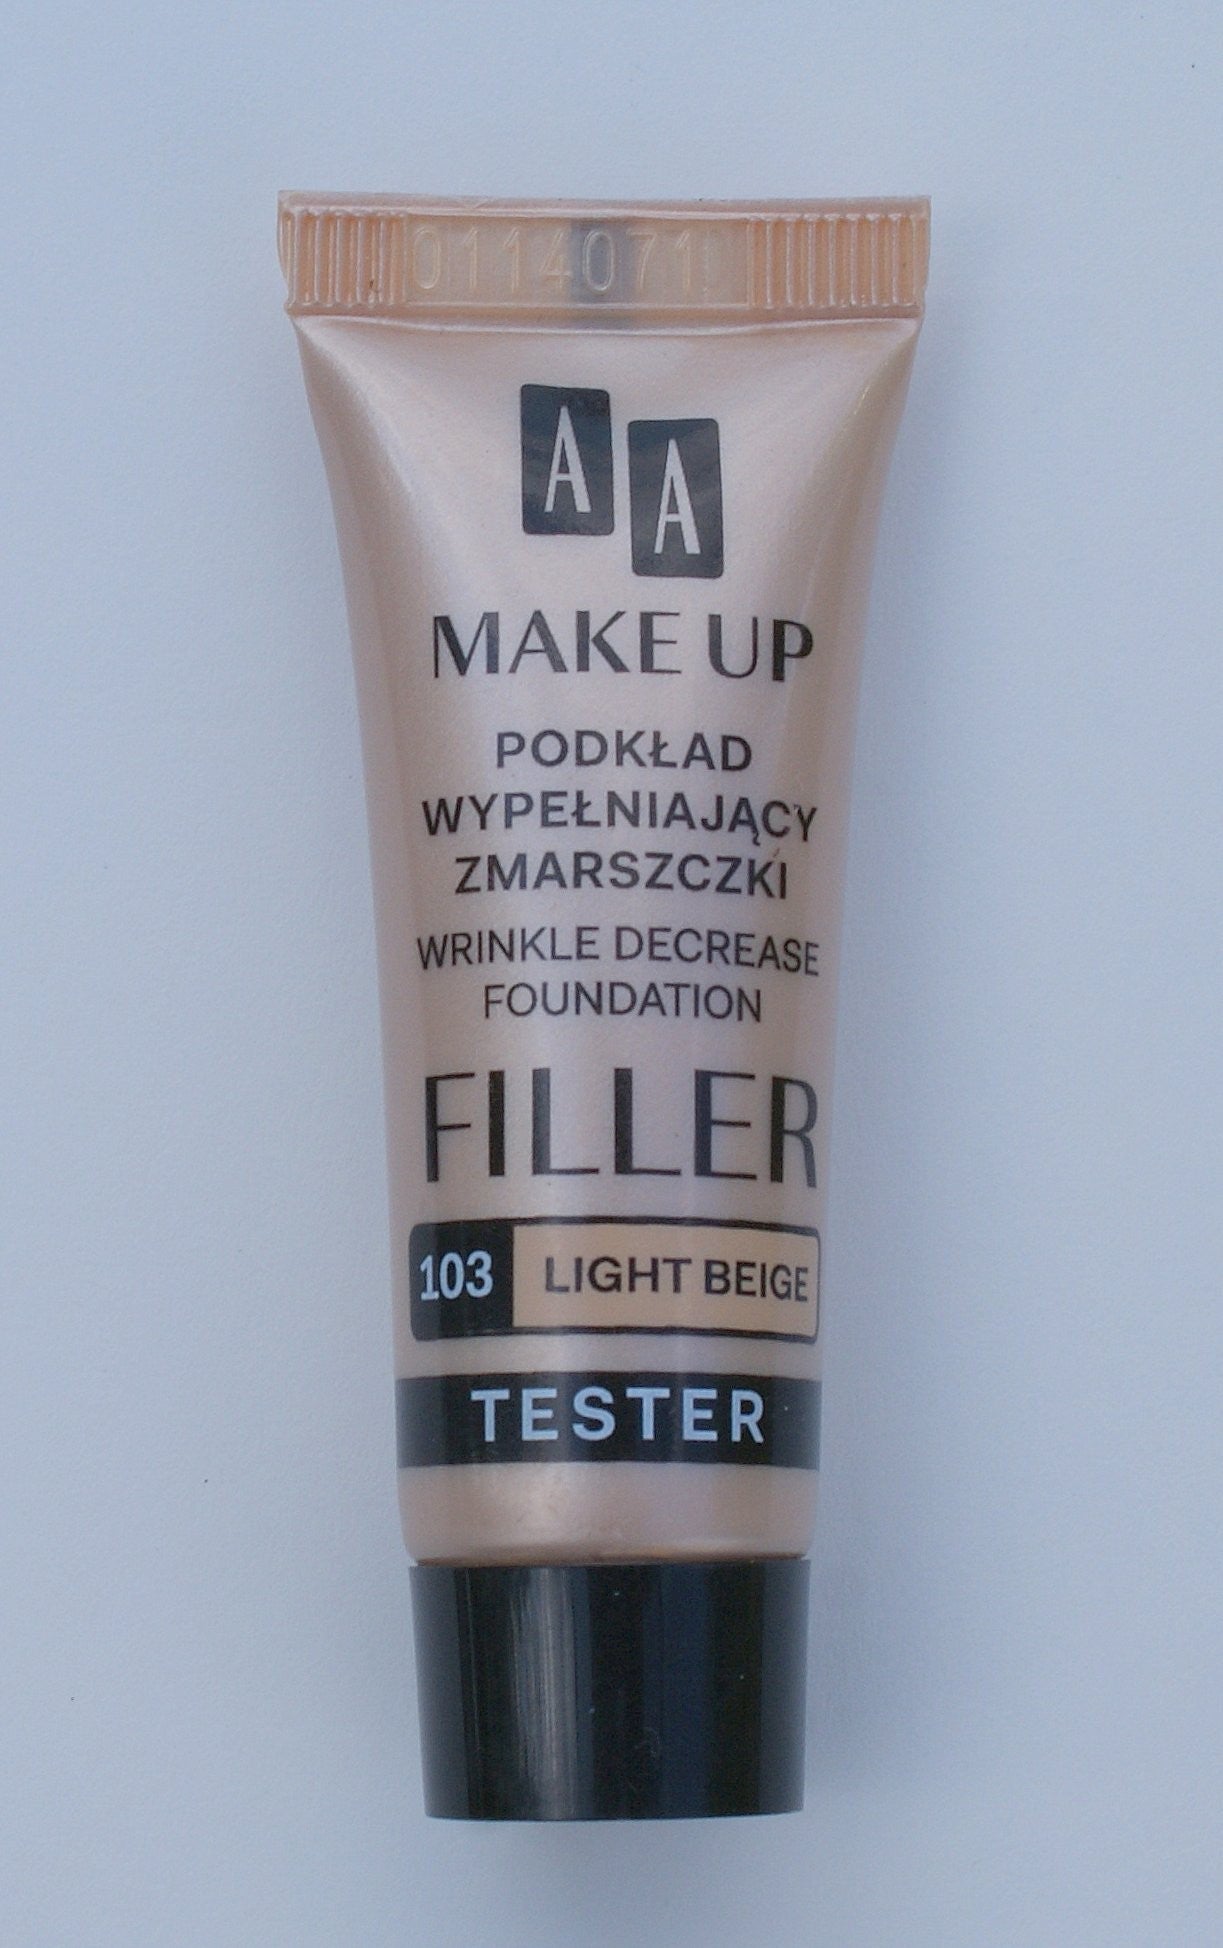 0114071
AA
MAKE UP
PODKŁAD
WYPEŁNIAJĄCY
ZMARSZCZKI
WRINKLE DECREASE
FOUNDATION
FILLER
103 LIGHT BEIGE
TESTER